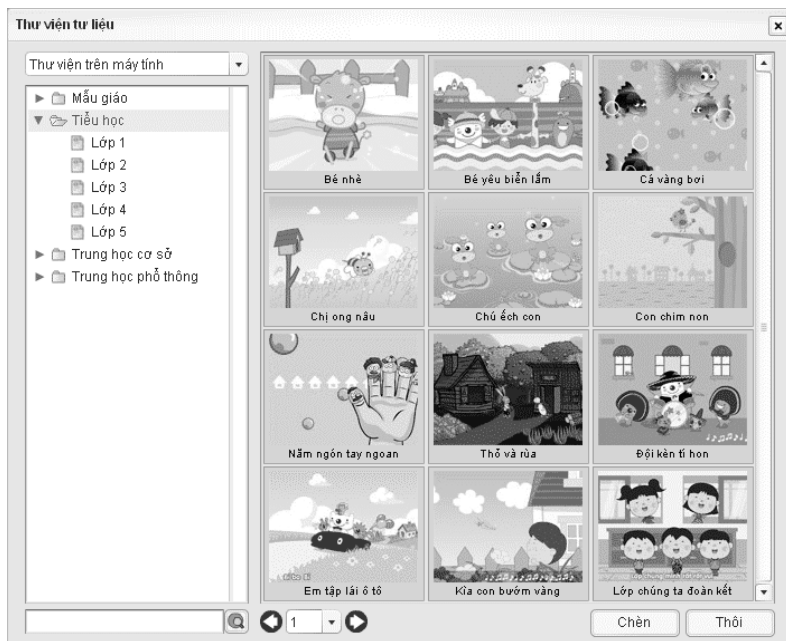 Thư viện tư liệu
Thư viện trên máy tính
Mẫu giáo
Tiểu học
Lớp 1
Lớp 2
Lớp 3
Lớp 4
Lớp 5
Trung học cơ sở
Trung học phổ thông
Bé nhè
Bé yêu biển lắm
Cá vàng bơi
Chị ong nâu
Chú ếch con
Con chim non
Năm ngón tay ngoan
Thỏ và rùa
Đội kèn tí hon
Em tập lái ô tô
Kìa con bướm vàng
Lớp chúng ta đoàn kết
1
Chèn
Thôi